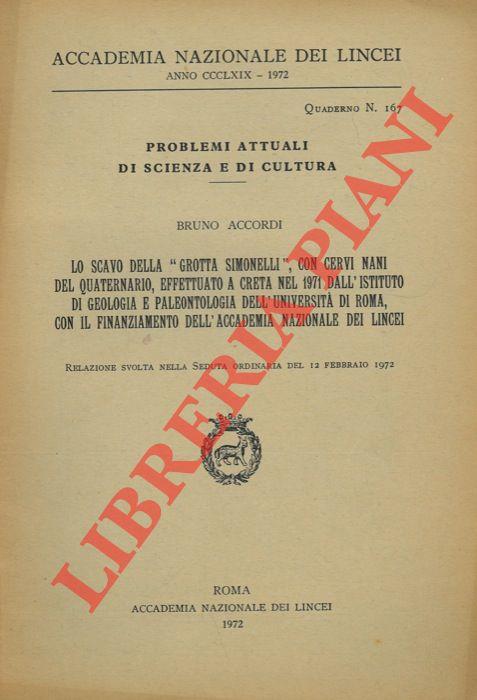 ACCADEMIA NAZIONALE DEI LINCEI
ANNO CCCLXIX – 1972
QUADERNO N. 167
PROBLEMI ATTUALI
DI SCIENZA E DI CULTURA
BRUNO ACCORDI
LO SCAVO DELLA “GROTTA SIMONELLI”, CON CERVI NANI
DEL QUATERNARIO, EFFETTUATO A CRETA NEL 1971 DALL'ISTITUTO
DI GEOLOGIA E PALEONTOLOGIA DELL'UNIVERSITÀ DI ROMA,
CON IL FINANZIAMENTO DELL'ACCADEMIA NAZIONALE DEI LINCEI
RELAZIONE SVOLTA NELLA SEDUTA ORDINARIA DEL 12 FEBBRAIO 1972
ROMA
ACCADEMIA NAZIONALE DEI LINCEI
1972
LIBRERIA PIANI